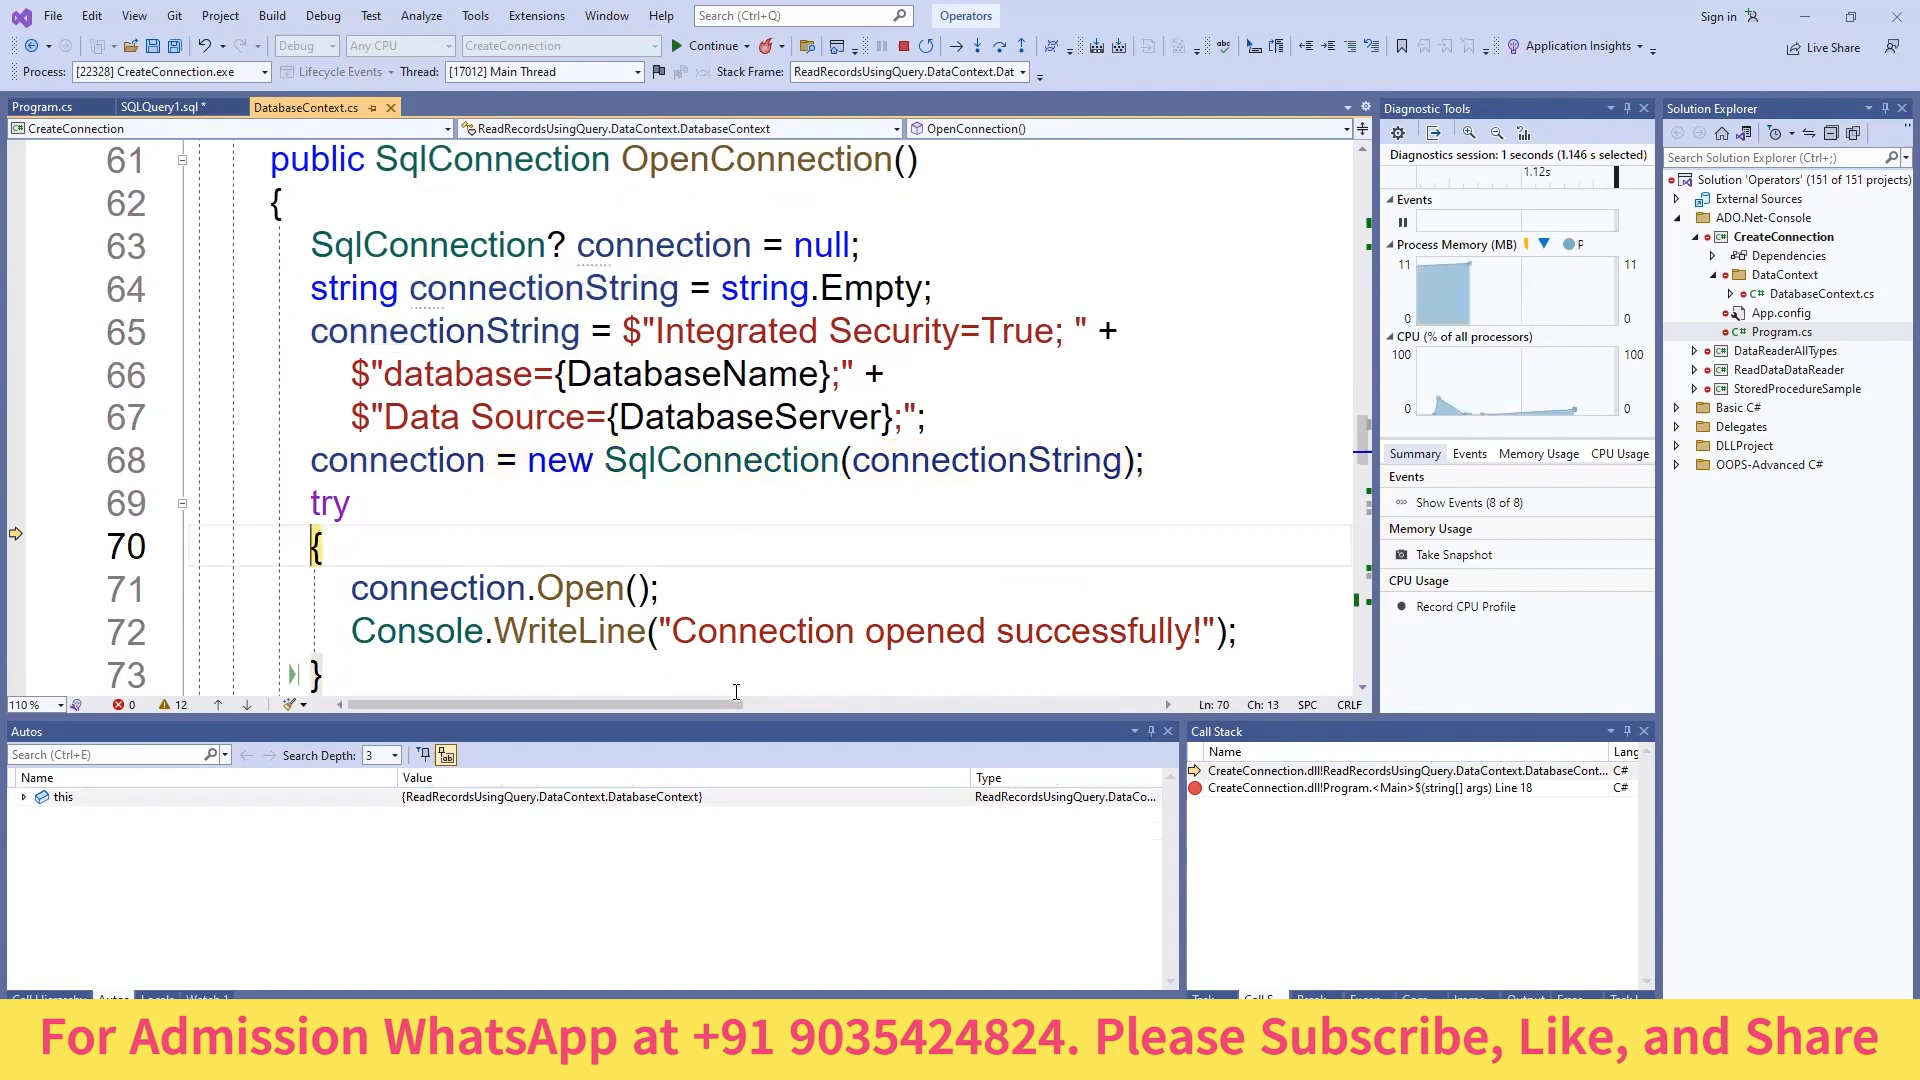 File Edit View Git Project Build Debug Test Analyze Tools Extensions Window Help Search (Ctrl+Q) Operators Sign in
Debug Any CPU CreateConnection Continue Application Insights Live Share
Process: [22328] CreateConnection.exe Lifecycle Events Thread: [17012] Main Thread Stack Frame: ReadRecordsUsingQuery.DataContext.Dat
Program.cs SQLQuery1.sql * DatabaseContext.cs
CreateConnection ReadRecordsUsingQuery.DataContext.DatabaseContext OpenConnection()
61 public SqlConnection OpenConnection()
62 {
63 SqlConnection? connection = null;
64 string connectionString = string.Empty;
65 connectionString = $"Integrated Security=True; " +
66 $"database={DatabaseName};" +
67 $"Data Source={DatabaseServer};";
68 connection = new SqlConnection(connectionString);
69 try
70 {
71 connection.Open();
72 Console.WriteLine("Connection opened successfully!");
73 }
110 % 0 12 Ln: 70 Ch: 13 SPC CRLF
Diagnostic Tools
Diagnostics session: 1 seconds (1.146 s selected)
1.12s
Events
Process Memory (MB) P
11 11
0 0
CPU (% of all processors)
100 100
0 0
Summary Events Memory Usage CPU Usage
Events
Show Events (8 of 8)
Memory Usage
Take Snapshot
CPU Usage
Record CPU Profile
Solution Explorer
Search Solution Explorer (Ctrl+;)
Solution 'Operators' (151 of 151 projects)
External Sources
ADO.Net-Console
CreateConnection
Dependencies
DataContext
C# DatabaseContext.cs
App.config
C# Program.cs
DataReaderAllTypes
ReadDataDataReader
StoredProcedureSample
Basic C#
Delegates
DLLProject
OOPS-Advanced C#
Autos
Search (Ctrl+E) Search Depth: 3
Name Value Type
this {ReadRecordsUsingQuery.DataContext.DatabaseContext} ReadRecordsUsingQuery.DataCo...
Call Stack
Name Lang
CreateConnection.dll!ReadRecordsUsingQuery.DataContext.DatabaseCont... C#
CreateConnection.dll!Program.<Main>$(string[] args) Line 18 C#
For Admission WhatsApp at +91 9035424824. Please Subscribe, Like, and Share